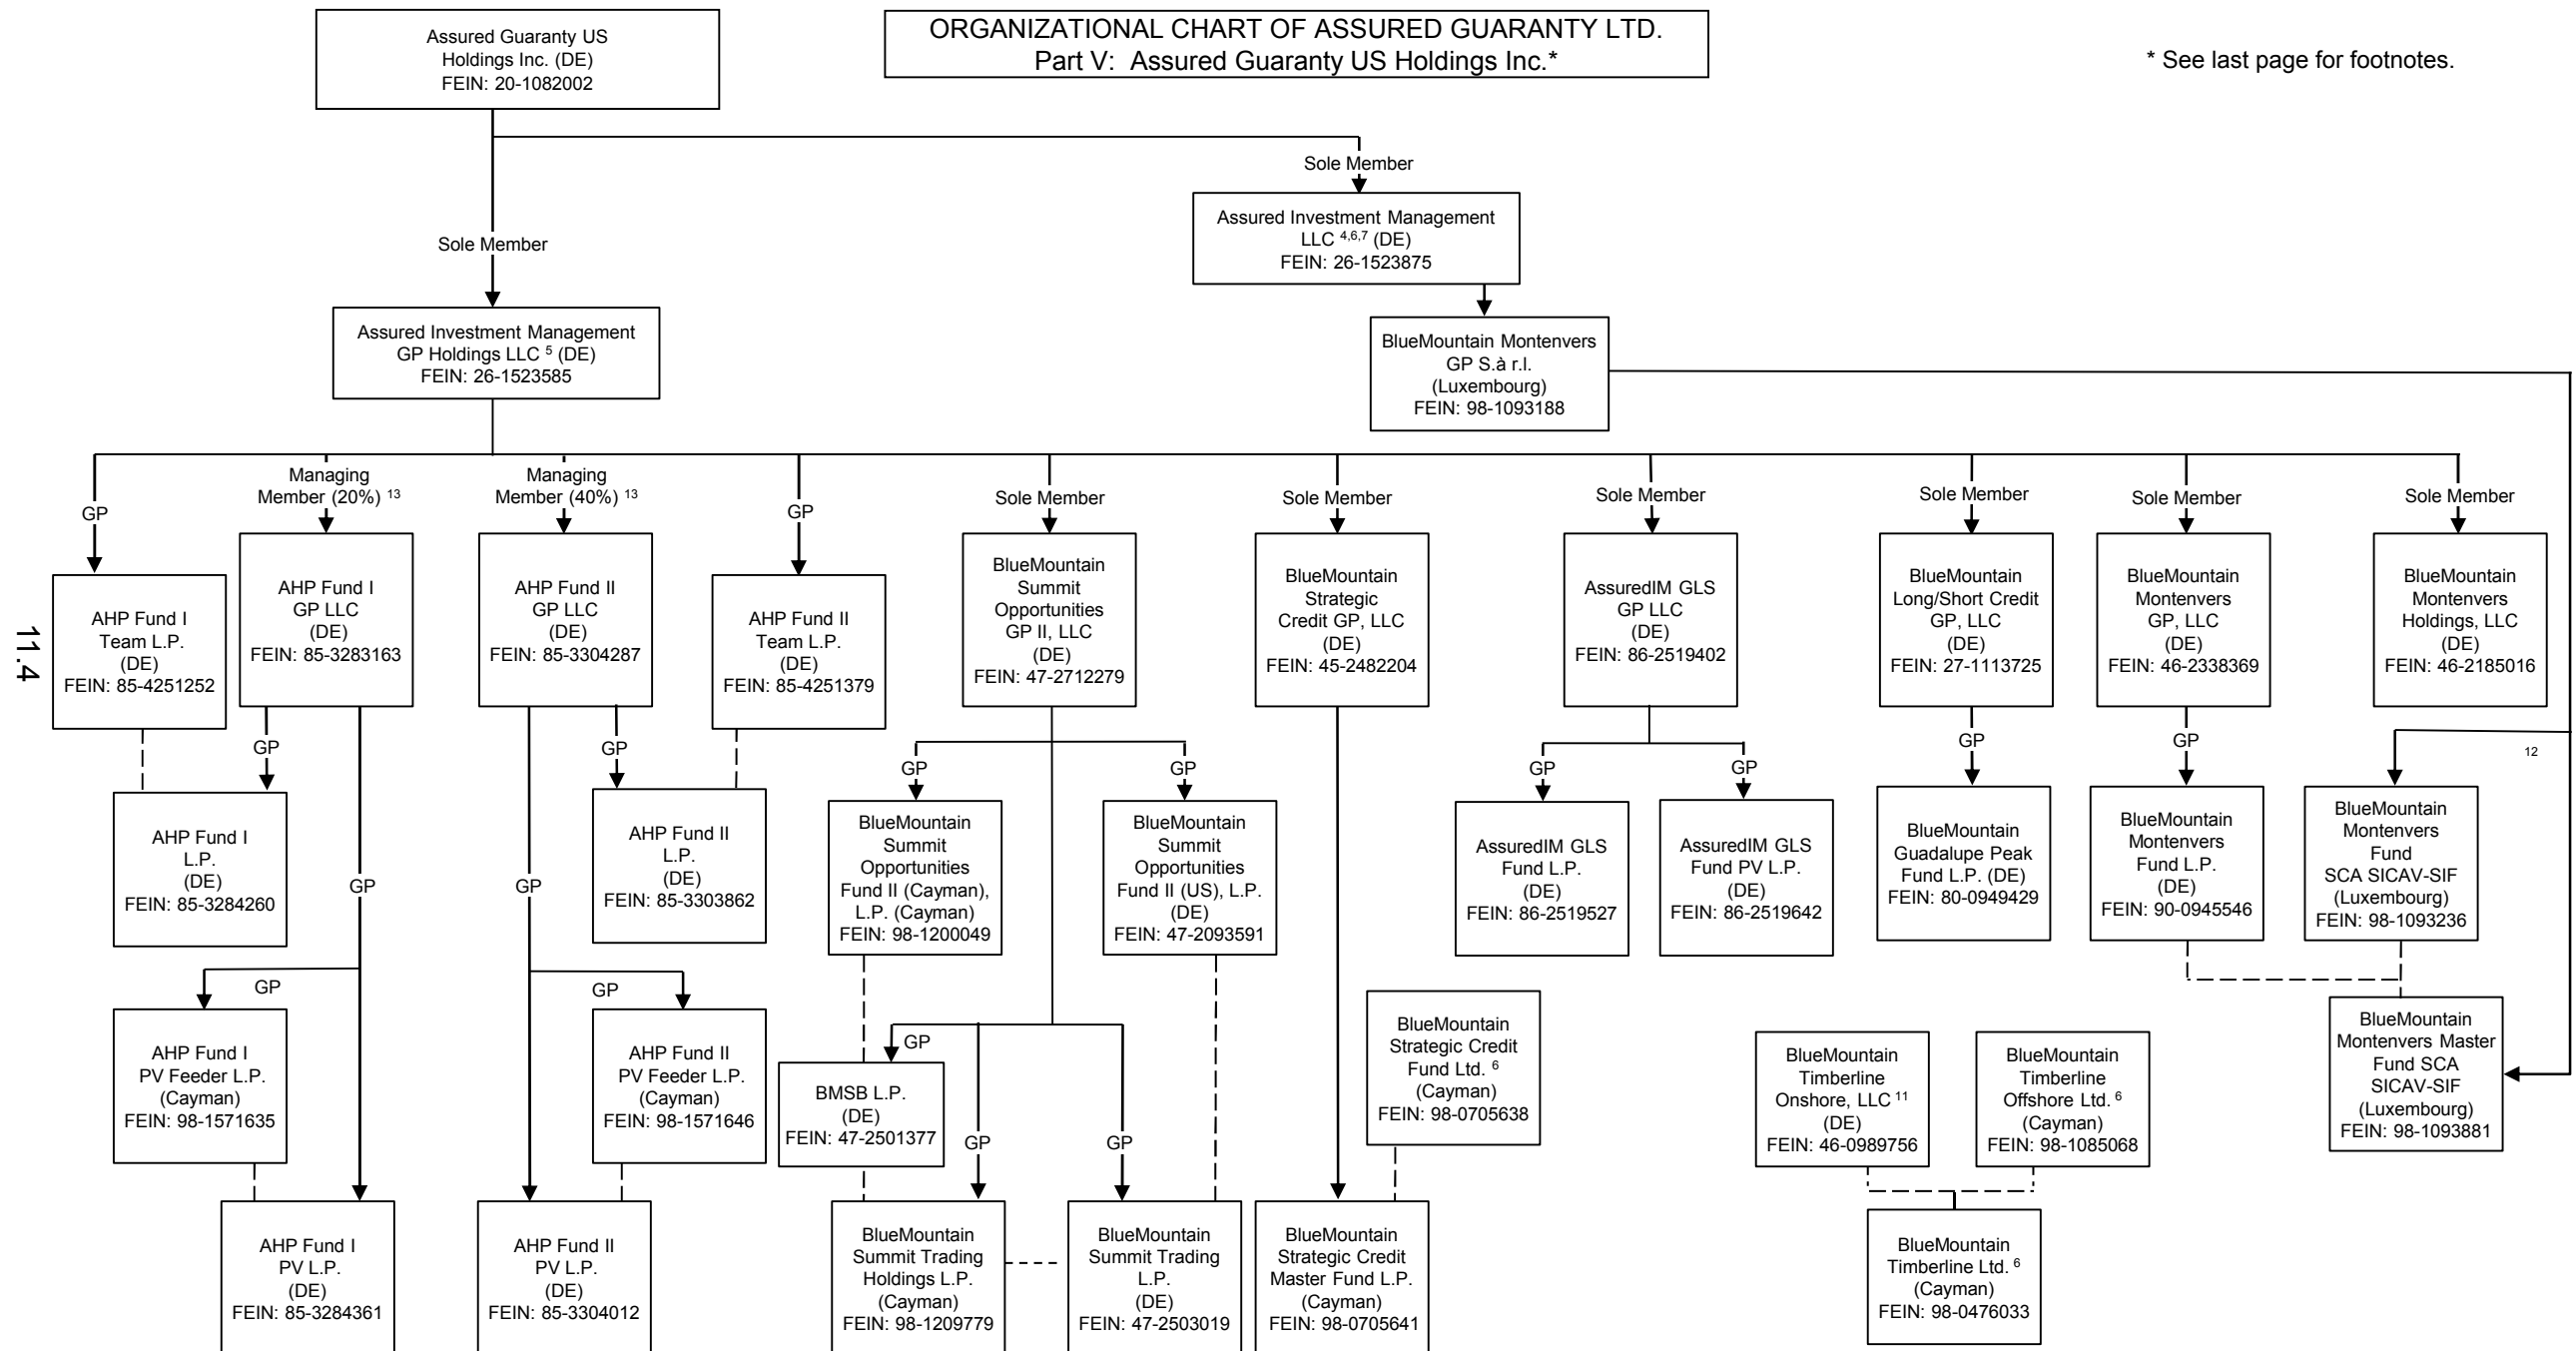 Assured Guaranty US
Holdings Inc. (DE)
FEIN: 20-1082002
ORGANIZATIONAL CHART OF ASSURED GUARANTY LTD.
Part V: Assured Guaranty US Holdings Inc.*
* See last page for footnotes.
Sole Member
Assured Investment Management
LLC 4,6,7 (DE)
FEIN: 26-1523875
Sole Member
Assured Investment Management
GP Holdings LLC 5 (DE)
FEIN: 26-1523585
BlueMountain Montenvers
GP S.à r.l.
(Luxembourg)
FEIN: 98-1093188
GP
Managing
Member (20%) 13
Managing
Member (40%) 13
GP
Sole Member
Sole Member
Sole Member
Sole Member
Sole Member
Sole Member
AHP Fund I
Team L.P.
(DE)
FEIN: 85-4251252
AHP Fund I
GP LLC
(DE)
FEIN: 85-3283163
AHP Fund II
GP LLC
(DE)
FEIN: 85-3304287
AHP Fund II
Team L.P.
(DE)
FEIN: 85-4251379
BlueMountain
Summit
Opportunities
GP II, LLC
(DE)
FEIN: 47-2712279
BlueMountain
Strategic
Credit GP, LLC
(DE)
FEIN: 45-2482204
AssuredIM GLS
GP LLC
(DE)
FEIN: 86-2519402
BlueMountain
Long/Short Credit
GP, LLC
(DE)
FEIN: 27-1113725
BlueMountain
Montenvers
GP, LLC
(DE)
FEIN: 46-2338369
BlueMountain
Montenvers
Holdings, LLC
(DE)
FEIN: 46-2185016
11.4
GP
GP
GP
GP
GP
GP
GP
GP
12
AHP Fund I
L.P.
(DE)
FEIN: 85-3284260
GP
GP
AHP Fund II
L.P.
(DE)
FEIN: 85-3303862
BlueMountain
Summit
Opportunities
Fund II (Cayman),
L.P. (Cayman)
FEIN: 98-1200049
BlueMountain
Summit
Opportunities
Fund II (US), L.P.
(DE)
FEIN: 47-2093591
AssuredIM GLS
Fund L.P.
(DE)
FEIN: 86-2519527
AssuredIM GLS
Fund PV L.P.
(DE)
FEIN: 86-2519642
BlueMountain
Guadalupe Peak
Fund L.P. (DE)
FEIN: 80-0949429
BlueMountain
Montenvers
Fund L.P.
(DE)
FEIN: 90-0945546
BlueMountain
Montenvers
Fund
SCA SICAV-SIF
(Luxembourg)
FEIN: 98-1093236
GP
GP
AHP Fund I
PV Feeder L.P.
(Cayman)
FEIN: 98-1571635
AHP Fund II
PV Feeder L.P.
(Cayman)
FEIN: 98-1571646
GP
BMSB L.P.
(DE)
FEIN: 47-2501377
GP
GP
BlueMountain
Strategic Credit
Fund Ltd. 6
(Cayman)
FEIN: 98-0705638
BlueMountain
Timberline
Onshore, LLC 11
(DE)
FEIN: 46-0989756
BlueMountain
Timberline
Offshore Ltd. 6
(Cayman)
FEIN: 98-1085068
BlueMountain
Montenvers Master
Fund SCA
SICAV-SIF
(Luxembourg)
FEIN: 98-1093881
AHP Fund I
PV L.P.
(DE)
FEIN: 85-3284361
AHP Fund II
PV L.P.
(DE)
FEIN: 85-3304012
BlueMountain
Summit Trading
Holdings L.P.
(Cayman)
FEIN: 98-1209779
BlueMountain
Summit Trading
L.P.
(DE)
FEIN: 47-2503019
BlueMountain
Strategic Credit
Master Fund L.P.
(Cayman)
FEIN: 98-0705641
BlueMountain
Timberline Ltd. 6
(Cayman)
FEIN: 98-0476033